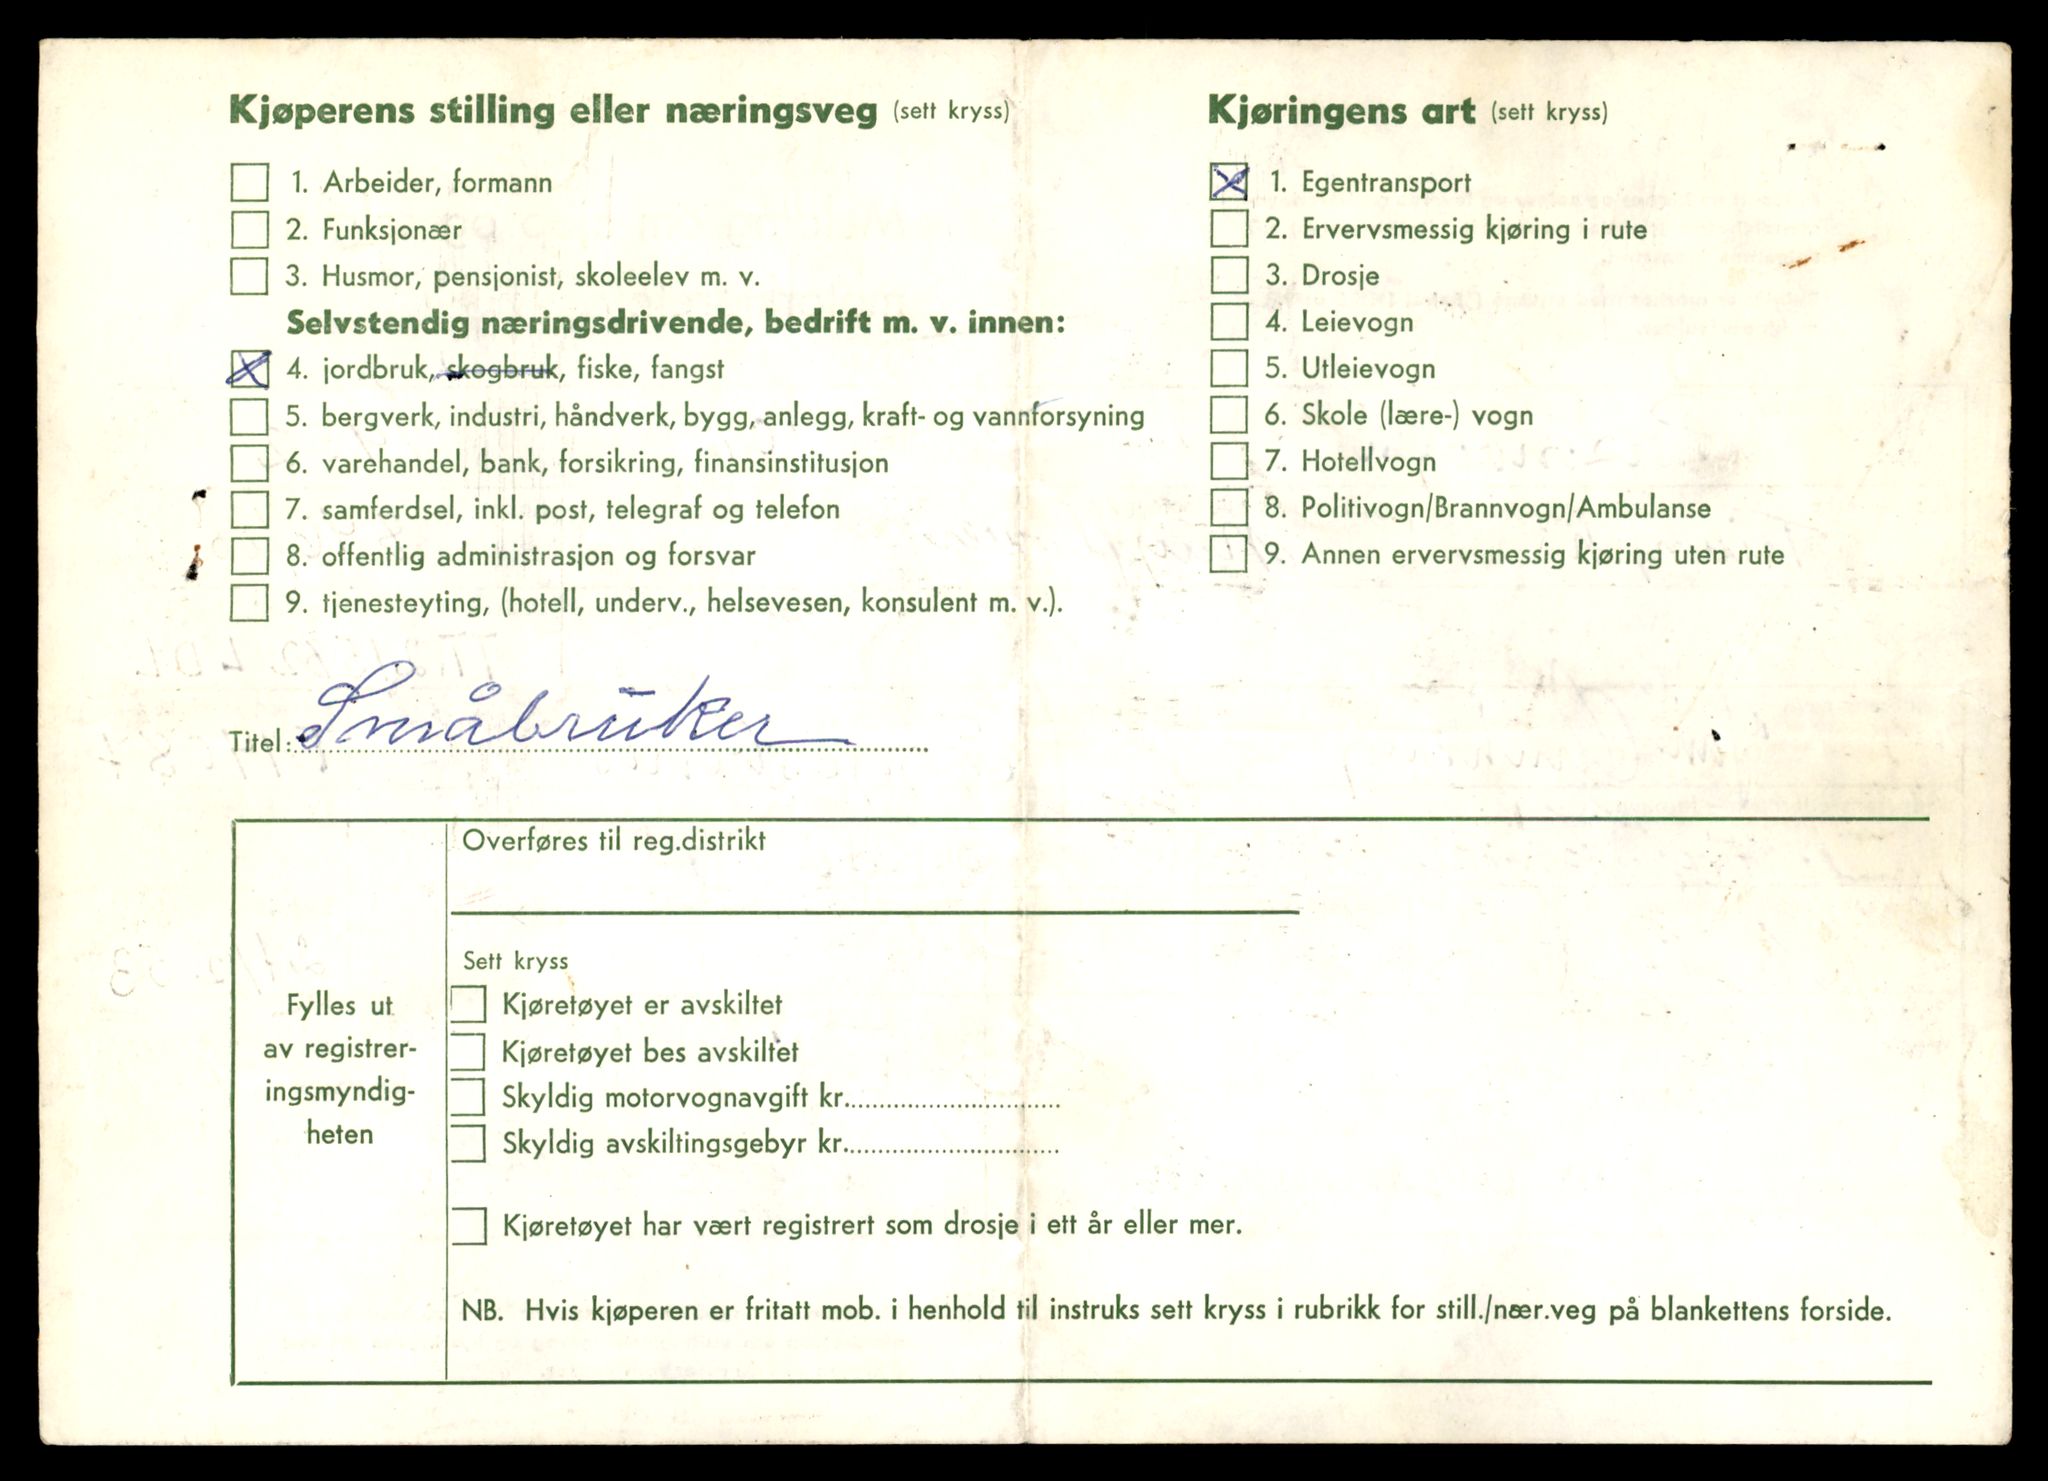 Kjøperens stilling eller næringsveg (sett kryss)
1. Arbeider, formann
2. Funksjonær
3. Husmor, pensjonist, skoleelev m. v.
Selvstendig næringsdrivende, bedrift m. v. innen:
4. jordbruk, skogbruk, fiske, fangst
5. bergverk, industri, håndverk, bygg, anlegg, kraft- og vannforsyning
6. varehandel, bank, forsikring, finansinstitusjon
7. samferdsel, inkl. post, telegraf og telefon
8. offentlig administrasjon og forsvar
9. tjenesteyting, (hotell, underv., helsevesen, konsulent m. v.).
Titel: Småbruker
Kjøringens art (sett kryss)
1. Egentransport
2. Ervervsmessig kjøring i rute
3. Drosje
4. Leievogn
5. Utleievogn
6. Skole (lære-) vogn
7. Hotellvogn
8. Politivogn/Brannvogn/Ambulanse
9. Annen ervervsmessig kjøring uten rute
Fylles ut
av registrer-
ingsmyndig-
heten
Overføres til reg.distrikt
Sett kryss
Kjøretøyet er avskiltet
Kjøretøyet bes avskiltet
Skyldig motorvognavgift kr.
Skyldig avskiltingsgebyr kr.
Kjøretøyet har vært registrert som drosje i ett år eller mer.
NB. Hvis kjøperen er fritatt mob. i henhold til instruks sett kryss i rubrikk for still./nær.veg på blankettens forside.